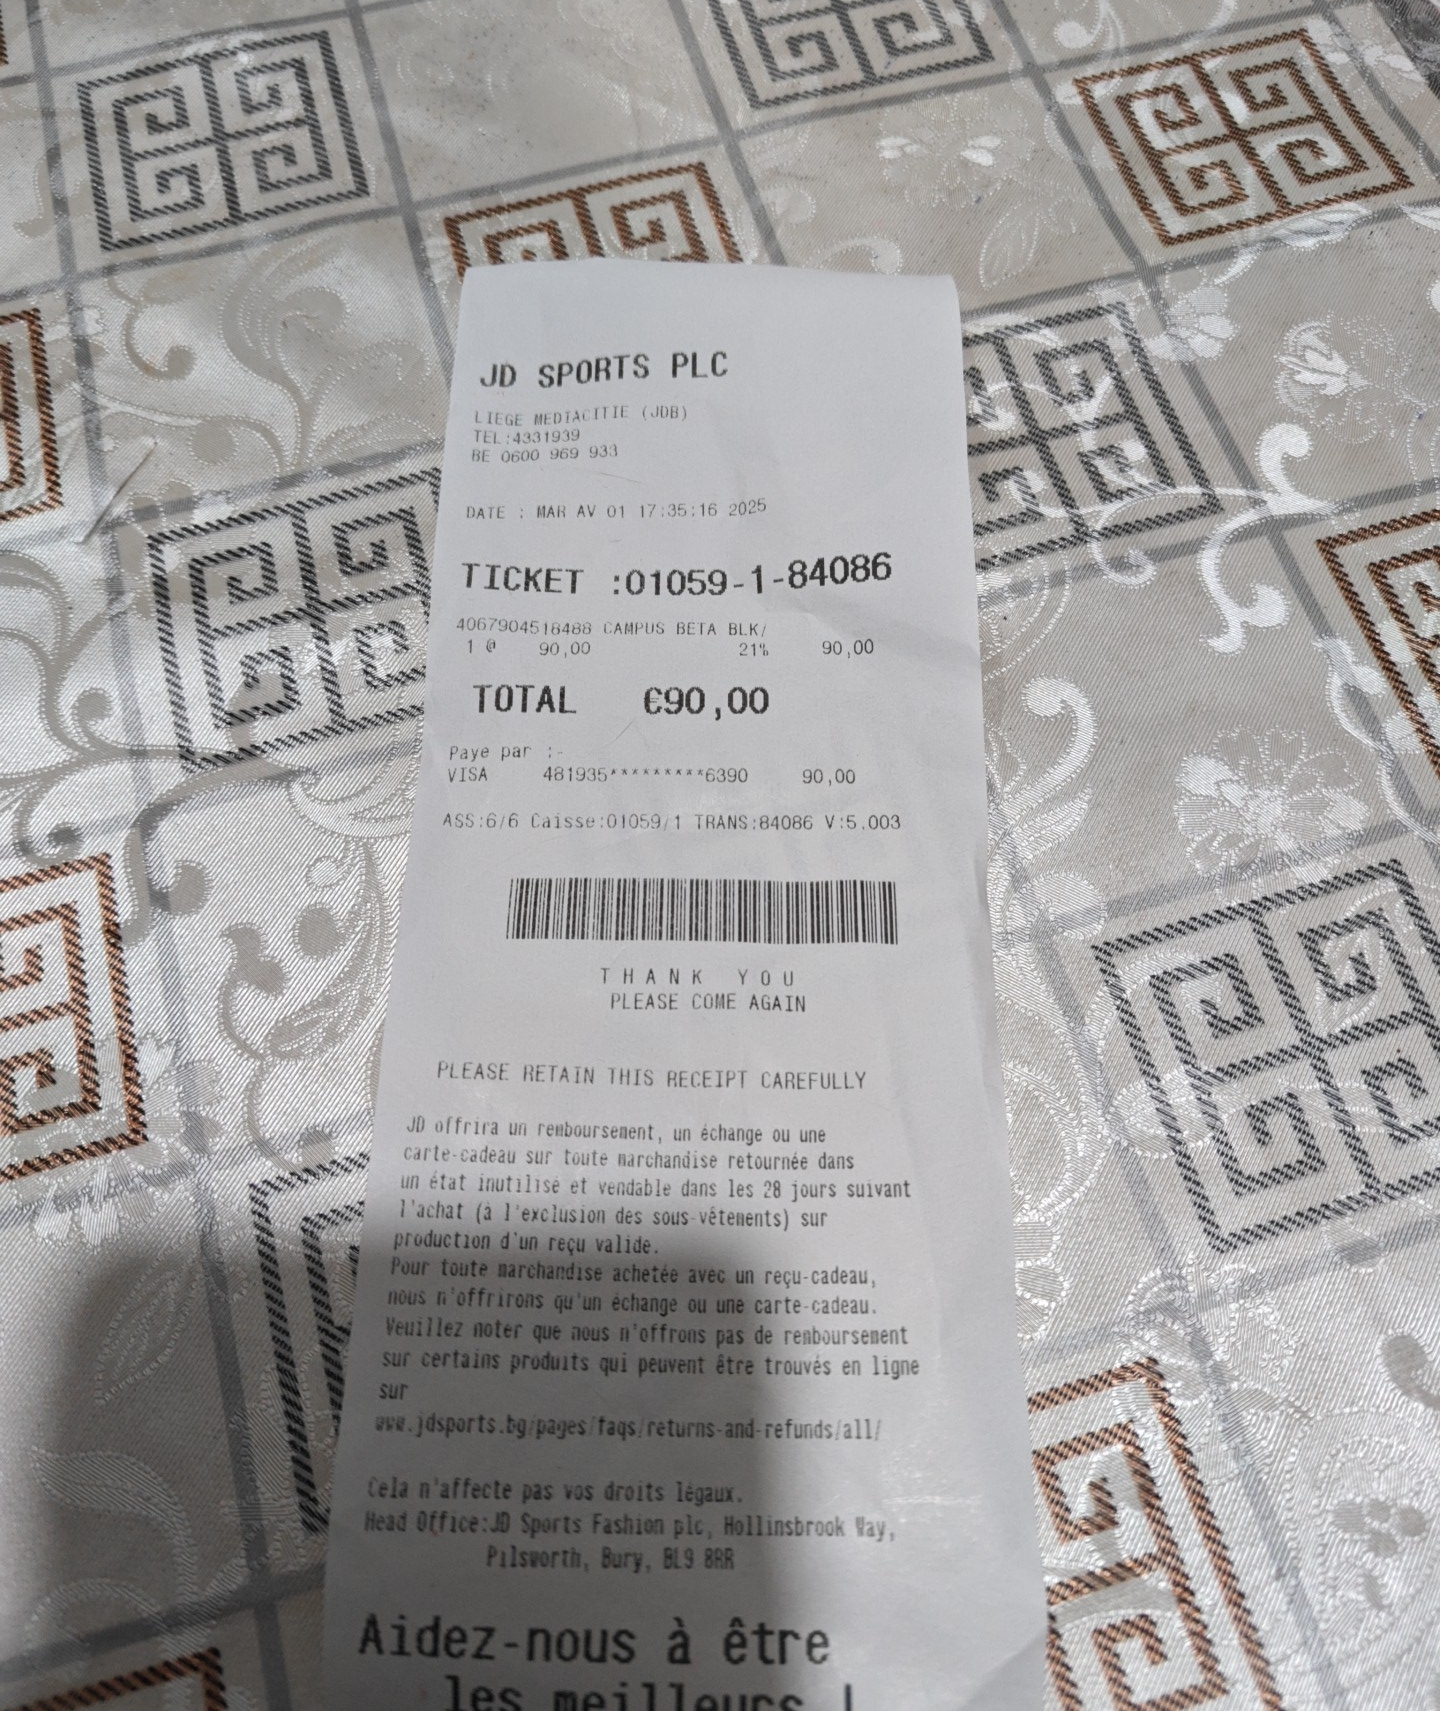 JD SPORTS PLC
LIEGE MEDIACITIE (JDB)
TEL:4331939
BE 0600 969 933
DATE : MAR AV 01 17:35:16 2025
TICKET :01059-1-84086
4067904518488 CAMPUS BETA BLK/
1 @ 90,00 21% 90,00
TOTAL €90,00
Paye par :-
VISA 481935*********6390 90,00
ASS:6/6 Caisse:01059/1 TRANS:84086 V:5.003
THANK YOU
PLEASE COME AGAIN
PLEASE RETAIN THIS RECEIPT CAREFULLY
JD offrira un remboursement, un échange ou une
carte-cadeau sur toute marchandise retournée dans
un état inutilisé et vendable dans les 28 jours suivant
l'achat (à l'exclusion des sous-vêtements) sur
production d'un reçu valide.
Pour toute marchandise achetée avec un reçu-cadeau,
nous n'offrirons qu'un échange ou une carte-cadeau.
Veuillez noter que nous n'offrons pas de remboursement
sur certains produits qui peuvent être trouvés en ligne
sur
www.jdsports.bg/pages/faqs/returns-and-refunds/all/
Cela n'affecte pas vos droits légaux.
Head Office:JD Sports Fashion plc, Hollinsbrook Way,
Pilsworth, Bury, BL9 8RR
Aidez-nous à être
les meilleurs !